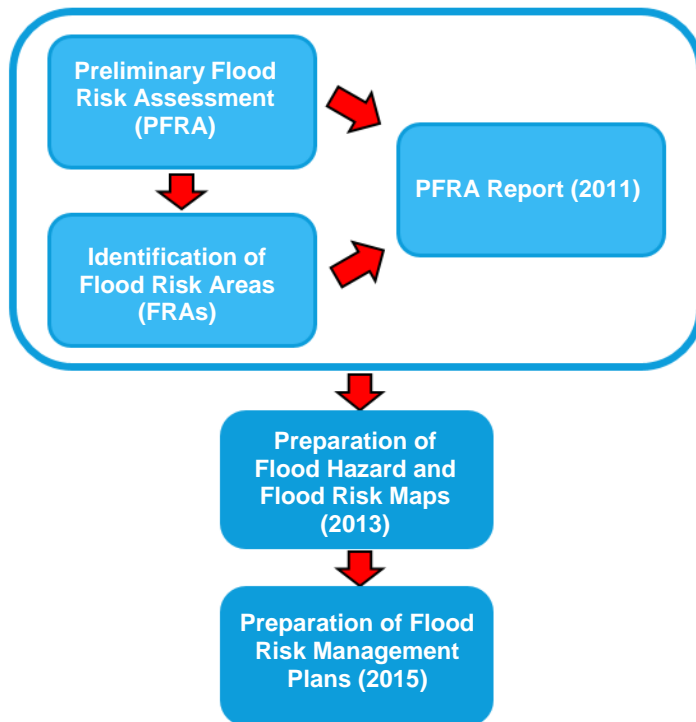 Preliminary Flood
Risk Assessment
(PFRA)
PFRA Report (2011)
Identification of
Flood Risk Areas
(FRAs)
Preparation of
Flood Hazard and
Flood Risk Maps
(2013)
Preparation of Flood
Risk Management
Plans (2015)